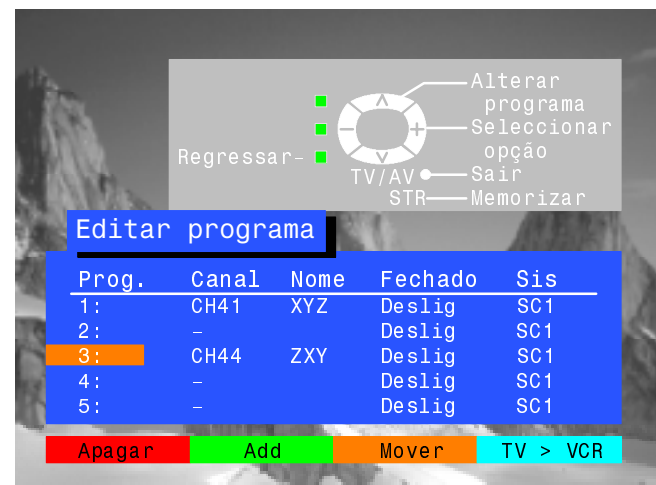 Alterar
programa
Seleccionar
opção
Regressar–
TV/AV
Sair
STR
Memorizar
Editar programa
Prog. Canal Nome Fechado Sis
1: CH41 XYZ Deslig SC1
2: – Deslig SC1
3: CH44 ZXY Deslig SC1
4: – Deslig SC1
5: – Deslig SC1
Apagar Add Mover TV > VCR